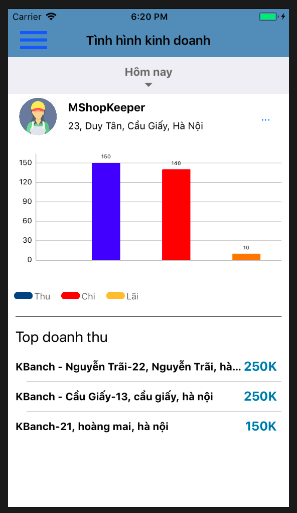 Carrier 6:20 PM
Tình hình kinh doanh
Hôm nay
MShopKeeper
23, Duy Tân, Cầu Giấy, Hà Nội
...
150
120
90
60
30
0
150
140
10
Thu Chi Lãi
Top doanh thu
KBanch - Nguyễn Trãi-22, Nguyễn Trãi, hà... 250K
KBanch - Cầu Giấy-13, cầu giấy, hà nội 250K
KBanch-21, hoàng mai, hà nội 150K